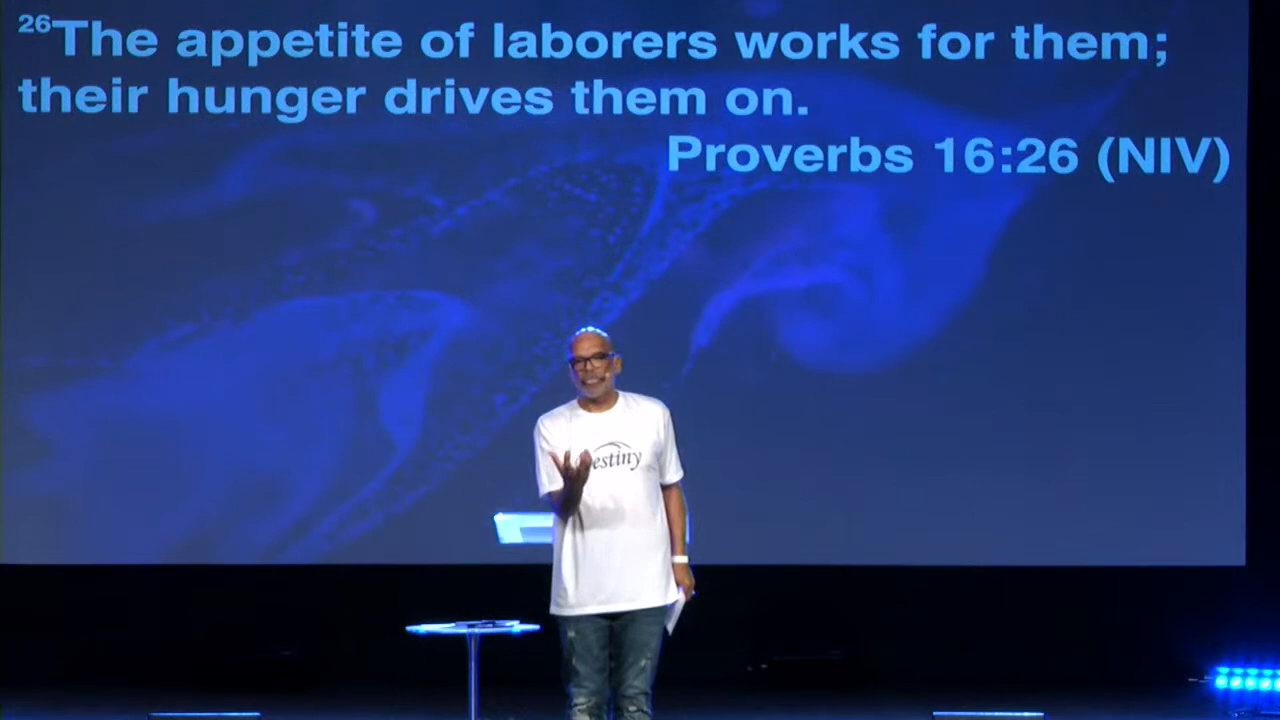 26The appetite of laborers works for them;
their hunger drives them on.
Proverbs 16:26 (NIV)
estiny